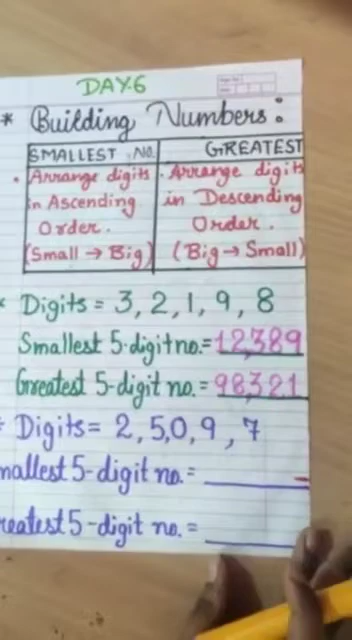 DAY-6
* Building Numbers:
SMALLEST NO. GREATEST
• Arrange digits in Ascending Order. (Small → Big)
• Arrange digits in Descending Order. (Big → Small)
* Digits = 3, 2, 1, 9, 8
Smallest 5-digit no. = 12,389
Greatest 5-digit no. = 98,321
* Digits = 2, 5, 0, 9, 7
mallest 5-digit no. =
reatest 5-digit no. =